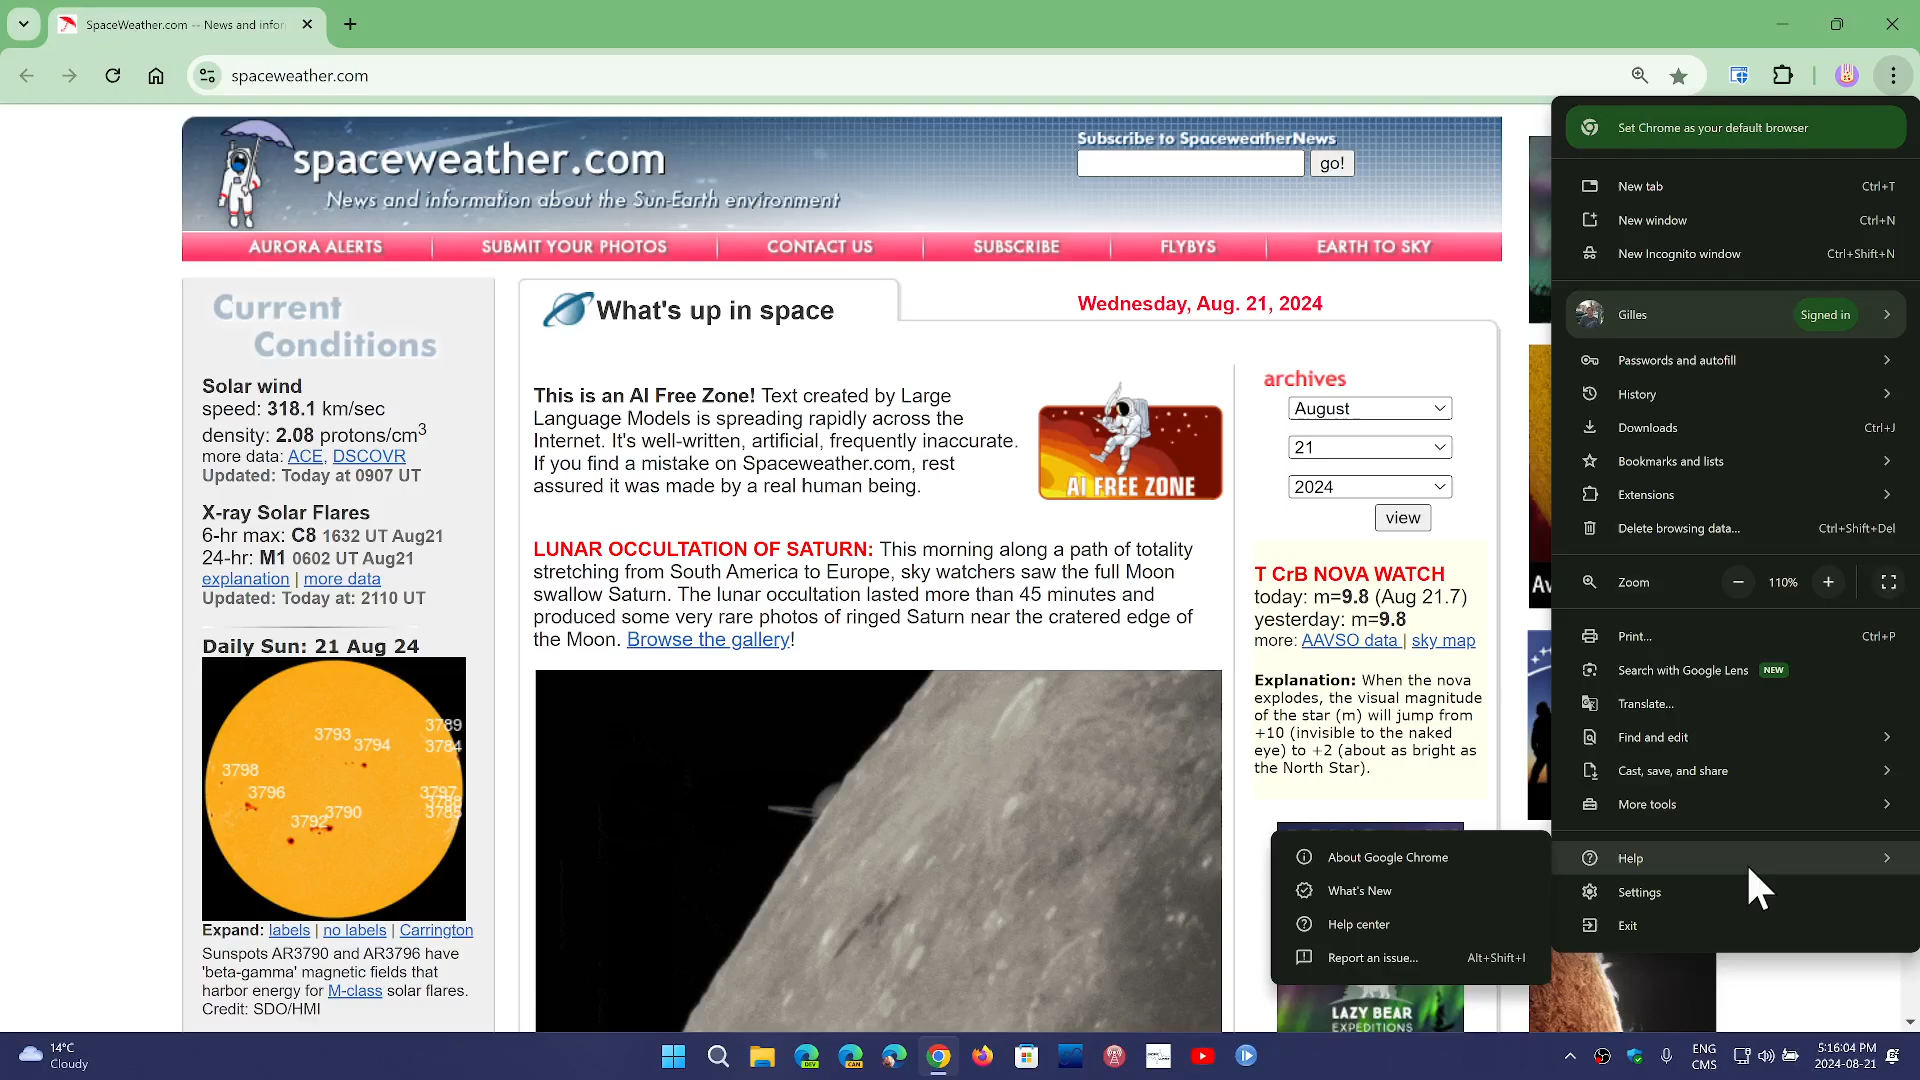 SpaceWeather.com -- News and infor
spaceweather.com
spaceweather.com
News and information about the Sun-Earth environment
Subscribe to SpaceweatherNews
go!
AURORA ALERTS
SUBMIT YOUR PHOTOS
CONTACT US
SUBSCRIBE
FLYBYS
EARTH TO SKY
Current
Conditions
Solar wind
speed: 318.1 km/sec
density: 2.08 protons/cm3
more data: ACE, DSCOVR
Updated: Today at 0907 UT
X-ray Solar Flares
6-hr max: C8 1632 UT Aug21
24-hr: M1 0602 UT Aug21
explanation | more data
Updated: Today at: 2110 UT
Daily Sun: 21 Aug 24
3789
3793
3794
3784
3798
3796
3797
3790
3792
3785
Expand: labels | no labels | Carrington
Sunspots AR3790 and AR3796 have
'beta-gamma' magnetic fields that
harbor energy for M-class solar flares.
Credit: SDO/HMI
What's up in space
Wednesday, Aug. 21, 2024
This is an AI Free Zone! Text created by Large
Language Models is spreading rapidly across the
Internet. It's well-written, artificial, frequently inaccurate.
If you find a mistake on Spaceweather.com, rest
assured it was made by a real human being.
AI FREE ZONE
LUNAR OCCULTATION OF SATURN: This morning along a path of totality
stretching from South America to Europe, sky watchers saw the full Moon
swallow Saturn. The lunar occultation lasted more than 45 minutes and
produced some very rare photos of ringed Saturn near the cratered edge of
the Moon. Browse the gallery!
archives
August
21
2024
view
T CrB NOVA WATCH
today: m=9.8 (Aug 21.7)
yesterday: m=9.8
more: AAVSO data | sky map
Explanation: When the nova
explodes, the visual magnitude
of the star (m) will jump from
+10 (invisible to the naked
eye) to +2 (about as bright as
the North Star).
LAZY BEAR
EXPEDITIONS
Set Chrome as your default browser
New tab Ctrl+T
New window Ctrl+N
New Incognito window Ctrl+Shift+N
Gilles Signed in
Passwords and autofill
History
Downloads Ctrl+J
Bookmarks and lists
Extensions
Delete browsing data... Ctrl+Shift+Del
Zoom 110%
Print... Ctrl+P
Search with Google Lens NEW
Translate...
Find and edit
Cast, save, and share
More tools
Help
Settings
Exit
About Google Chrome
What's New
Help center
Report an issue... Alt+Shift+I
14°C
Cloudy
DEV
CAN
ENG
CMS
5:16:04 PM
2024-08-21